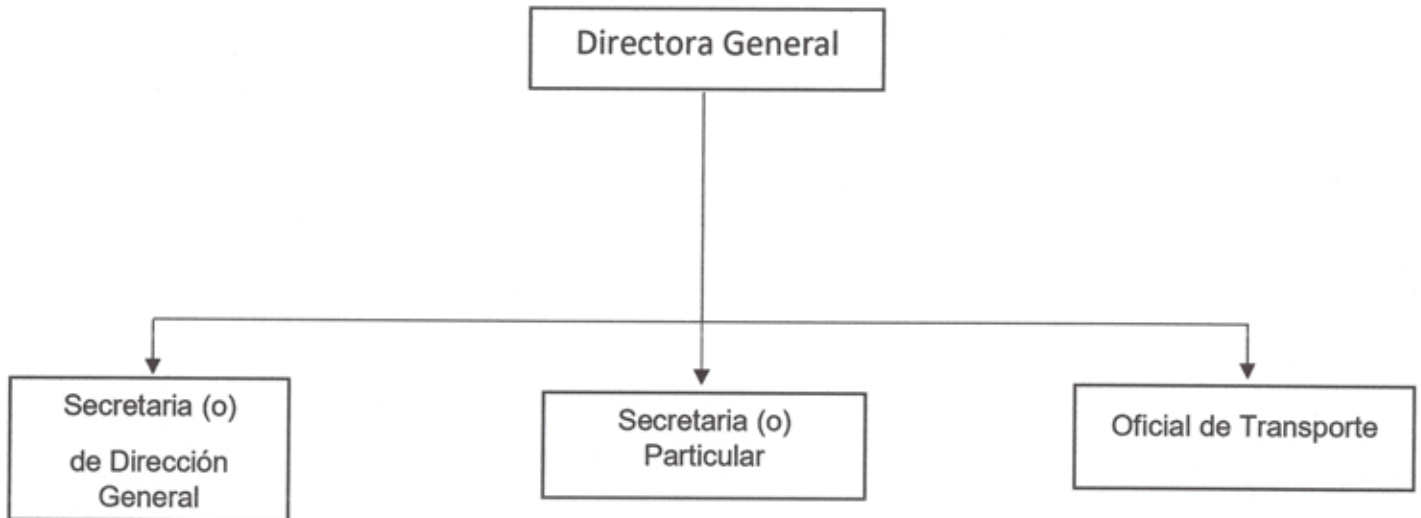 Directora General
Secretaria (o)
de Dirección
General
Secretaria (o)
Particular
Oficial de Transporte